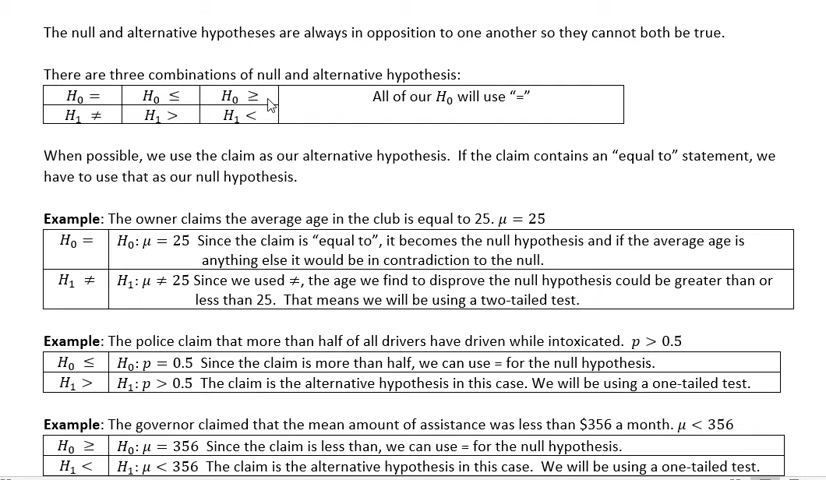 The null and alternative hypotheses are always in opposition to one another so they cannot both be true.
There are three combinations of null and alternative hypothesis:
H₀ = H₀ ≤ H₀ ≥ All of our H₀ will use “=”
H₁ ≠ H₁ > H₁ <
When possible, we use the claim as our alternative hypothesis. If the claim contains an “equal to” statement, we
have to use that as our null hypothesis.
Example: The owner claims the average age in the club is equal to 25. μ = 25
H₀ = H₀: μ = 25 Since the claim is “equal to”, it becomes the null hypothesis and if the average age is
anything else it would be in contradiction to the null.
H₁ ≠ H₁: μ ≠ 25 Since we used ≠, the age we find to disprove the null hypothesis could be greater than or
less than 25. That means we will be using a two-tailed test.
Example: The police claim that more than half of all drivers have driven while intoxicated. p > 0.5
H₀ ≤ H₀: p = 0.5 Since the claim is more than half, we can use = for the null hypothesis.
H₁ > H₁: p > 0.5 The claim is the alternative hypothesis in this case. We will be using a one-tailed test.
Example: The governor claimed that the mean amount of assistance was less than $356 a month. μ < 356
H₀ ≥ H₀: μ = 356 Since the claim is less than, we can use = for the null hypothesis.
H₁ < H₁: μ < 356 The claim is the alternative hypothesis in this case. We will be using a one-tailed test.